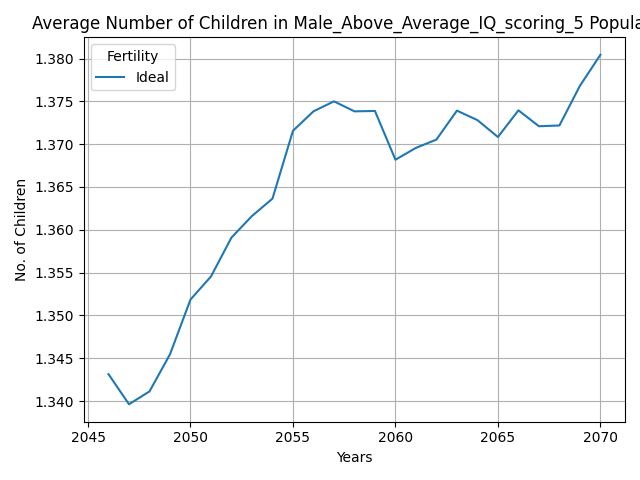 Average Number of Children in Male_Above_Average_IQ_scoring_5 Popula
Fertility
Ideal
No. of Children
1.380
1.375
1.370
1.365
1.360
1.355
1.350
1.345
1.340
2045 2050 2055 2060 2065 2070
Years